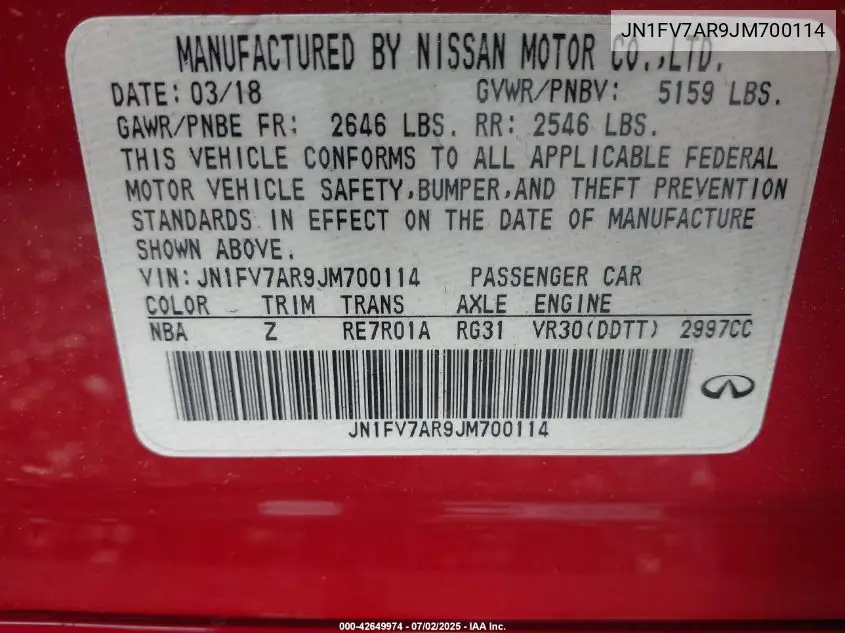 JN1FV7AR9JM700114
MANUFACTURED BY NISSAN MOTOR CO.,LTD.
DATE: 03/18 GVWR/PNBV: 5159 LBS.
GAWR/PNBE FR: 2646 LBS. RR: 2546 LBS.
THIS VEHICLE CONFORMS TO ALL APPLICABLE FEDERAL
MOTOR VEHICLE SAFETY,BUMPER,AND THEFT PREVENTION
STANDARDS IN EFFECT ON THE DATE OF MANUFACTURE
SHOWN ABOVE.
VIN:JN1FV7AR9JM700114 PASSENGER CAR
COLOR TRIM TRANS AXLE ENGINE
NBA Z RE7R01A RG31 VR30(DDTT) 2997CC
JN1FV7AR9JM700114
000-42649974 - 07/02/2025 - IAA Inc.